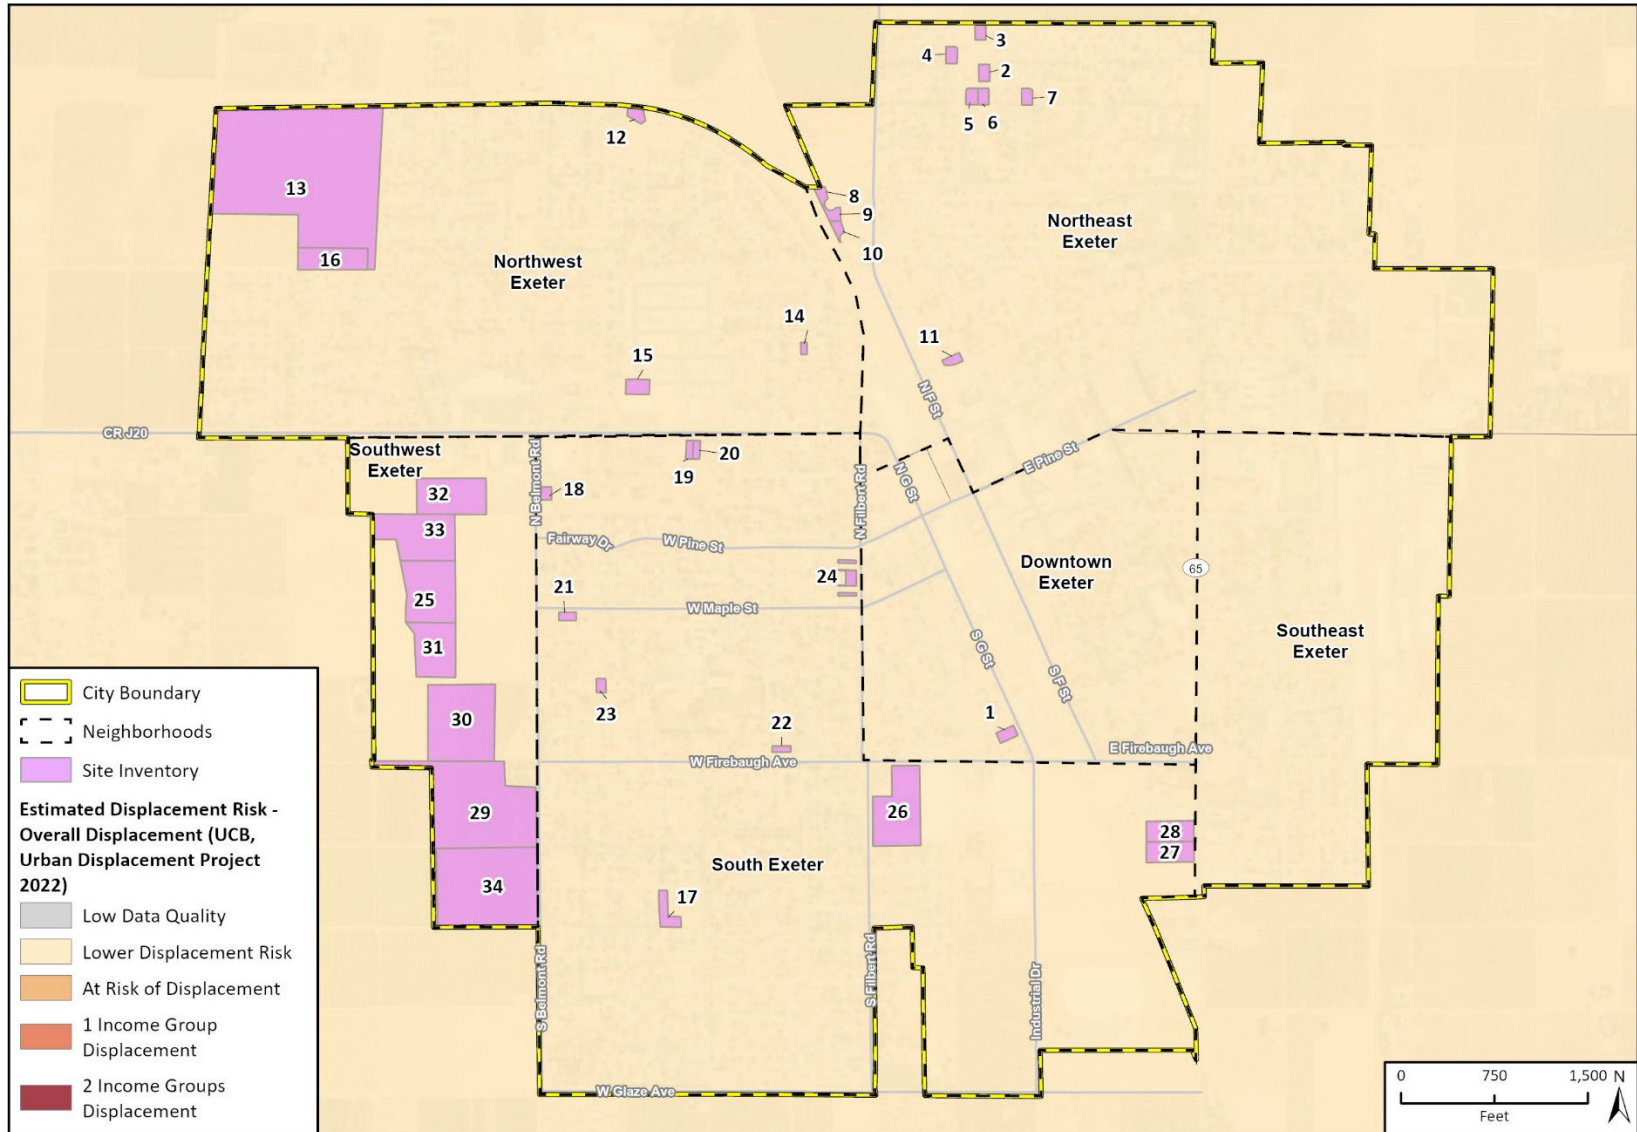 3
4
2
7
5
6
12
13
8
9
10
16
Northwest
Exeter
Northeast
Exeter
14
11
15
N F St
CR J20
Southwest
Exeter
N Belmont Rd
19
20
18
32
33
N Filbert Rd
N G St
E Pine St
Fairway Dr
W Pine St
24
Downtown
Exeter
65
25
21
W Maple St
31
Southeast
Exeter
S G St
S F St
23
30
22
1
W Firebaugh Ave
E Firebaugh Ave
29
26
28
27
34
South Exeter
17
S Belmont Rd
S Filbert Rd
Industrial Dr
W Glaze Ave
City Boundary
Neighborhoods
Site Inventory
Estimated Displacement Risk -
Overall Displacement (UCB,
Urban Displacement Project
2022)
Low Data Quality
Lower Displacement Risk
At Risk of Displacement
1 Income Group
Displacement
2 Income Groups
Displacement
0 750 1,500 N
Feet